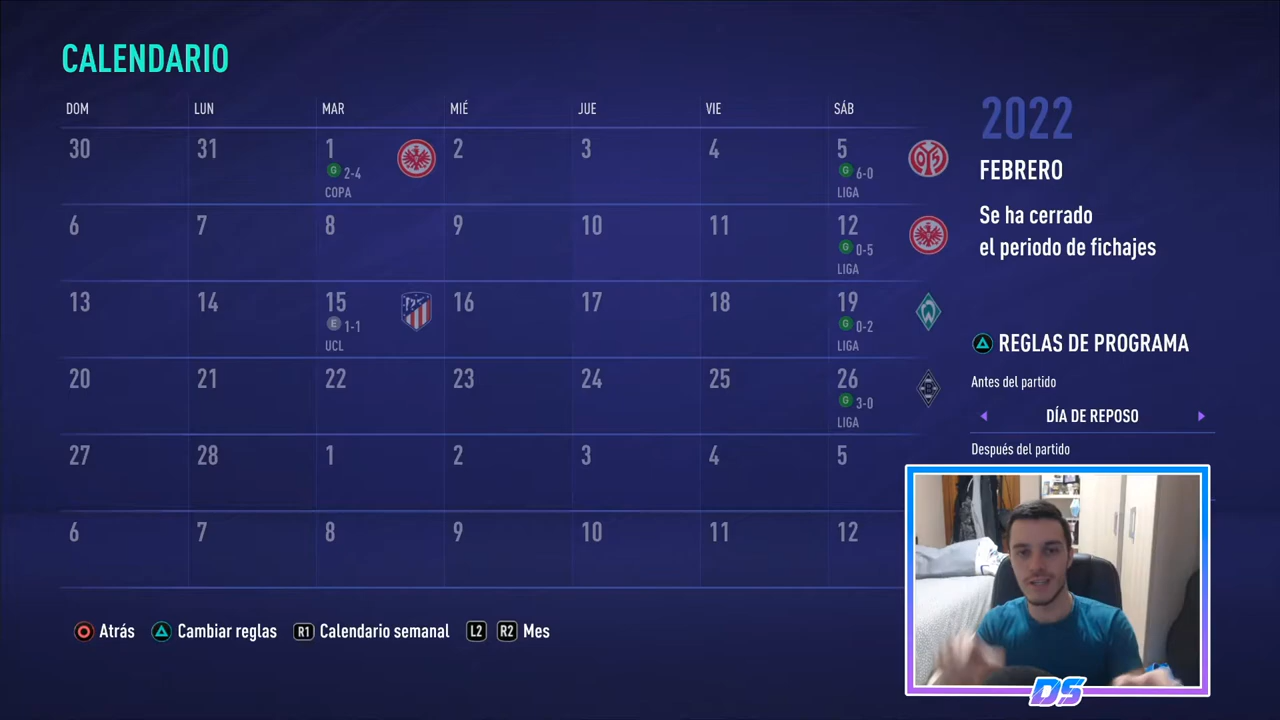 CALENDARIO
DOM LUN MAR MIÉ JUE VIE SÁB
30 31 1 2 3 4 5
G 2-4 G 6-0
COPA LIGA
6 7 8 9 10 11 12
G 0-5
LIGA
13 14 15 16 17 18 19
E 1-1 G 0-2
UCL LIGA
20 21 22 23 24 25 26
G 3-0
LIGA
27 28 1 2 3 4 5
6 7 8 9 10 11 12
2022
FEBRERO
Se ha cerrado
el periodo de fichajes
REGLAS DE PROGRAMA
Antes del partido
DÍA DE REPOSO
Después del partido
Atrás Cambiar reglas R1 Calendario semanal L2 R2 Mes
DS